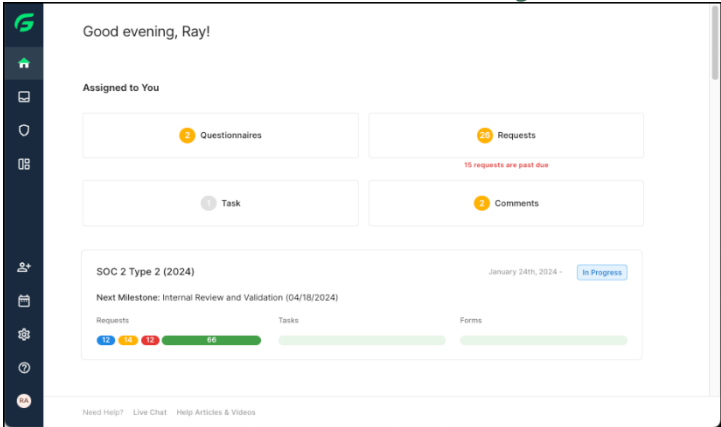 Good evening, Ray!
Assigned to You
2 Questionnaires
26 Requests
15 requests are past due
1 Task
2 Comments
SOC 2 Type 2 (2024)
January 24th, 2024 -
In Progress
Next Milestone: Internal Review and Validation (04/18/2024)
Requests
Tasks
Forms
12 14 12 66
RA
Need Help? Live Chat Help Articles & Videos